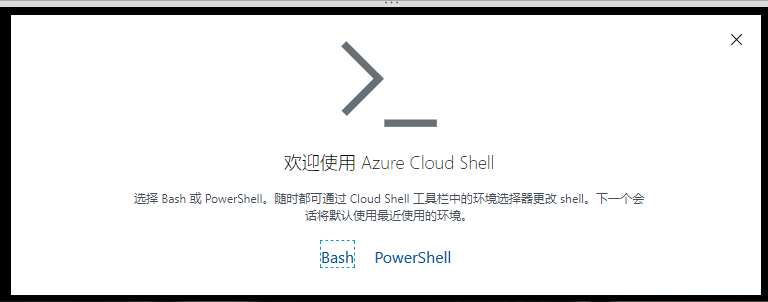 欢迎使用 Azure Cloud Shell
选择 Bash 或 PowerShell。随时都可通过 Cloud Shell 工具栏中的环境选择器更改 shell。下一个会
话将默认使用最近使用的环境。
Bash PowerShell